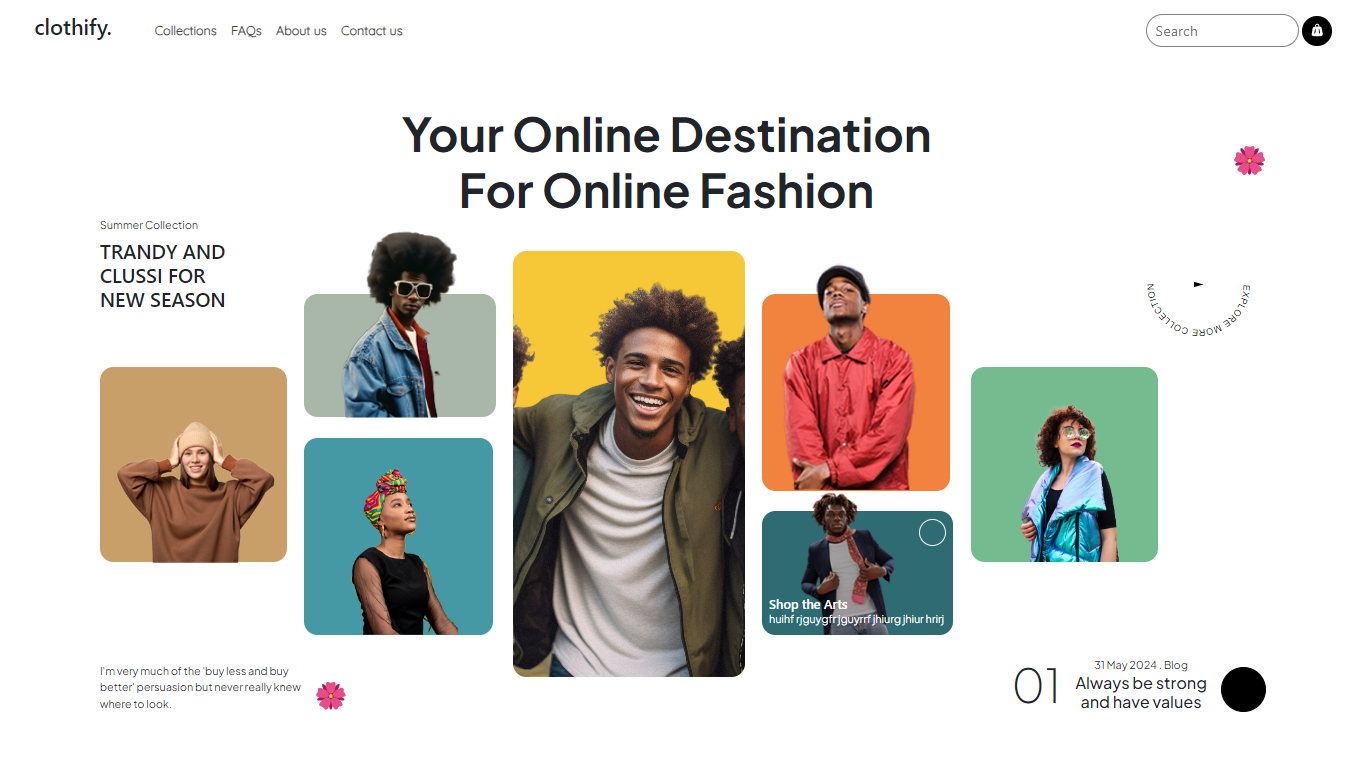 clothify.
Collections FAQs About us Contact us
Search
Your Online Destination
For Online Fashion
Summer Collection
TRANDY AND
CLUSSI FOR
NEW SEASON
EXPLORE MORE COLLECTION
Shop the Arts
huihf rjguygfr jguyrrf jhiurg jhiur hrirj
I'm very much of the 'buy less and buy
better' persuasion but never really knew
where to look.
01
31 May 2024 . Blog
Always be strong
and have values